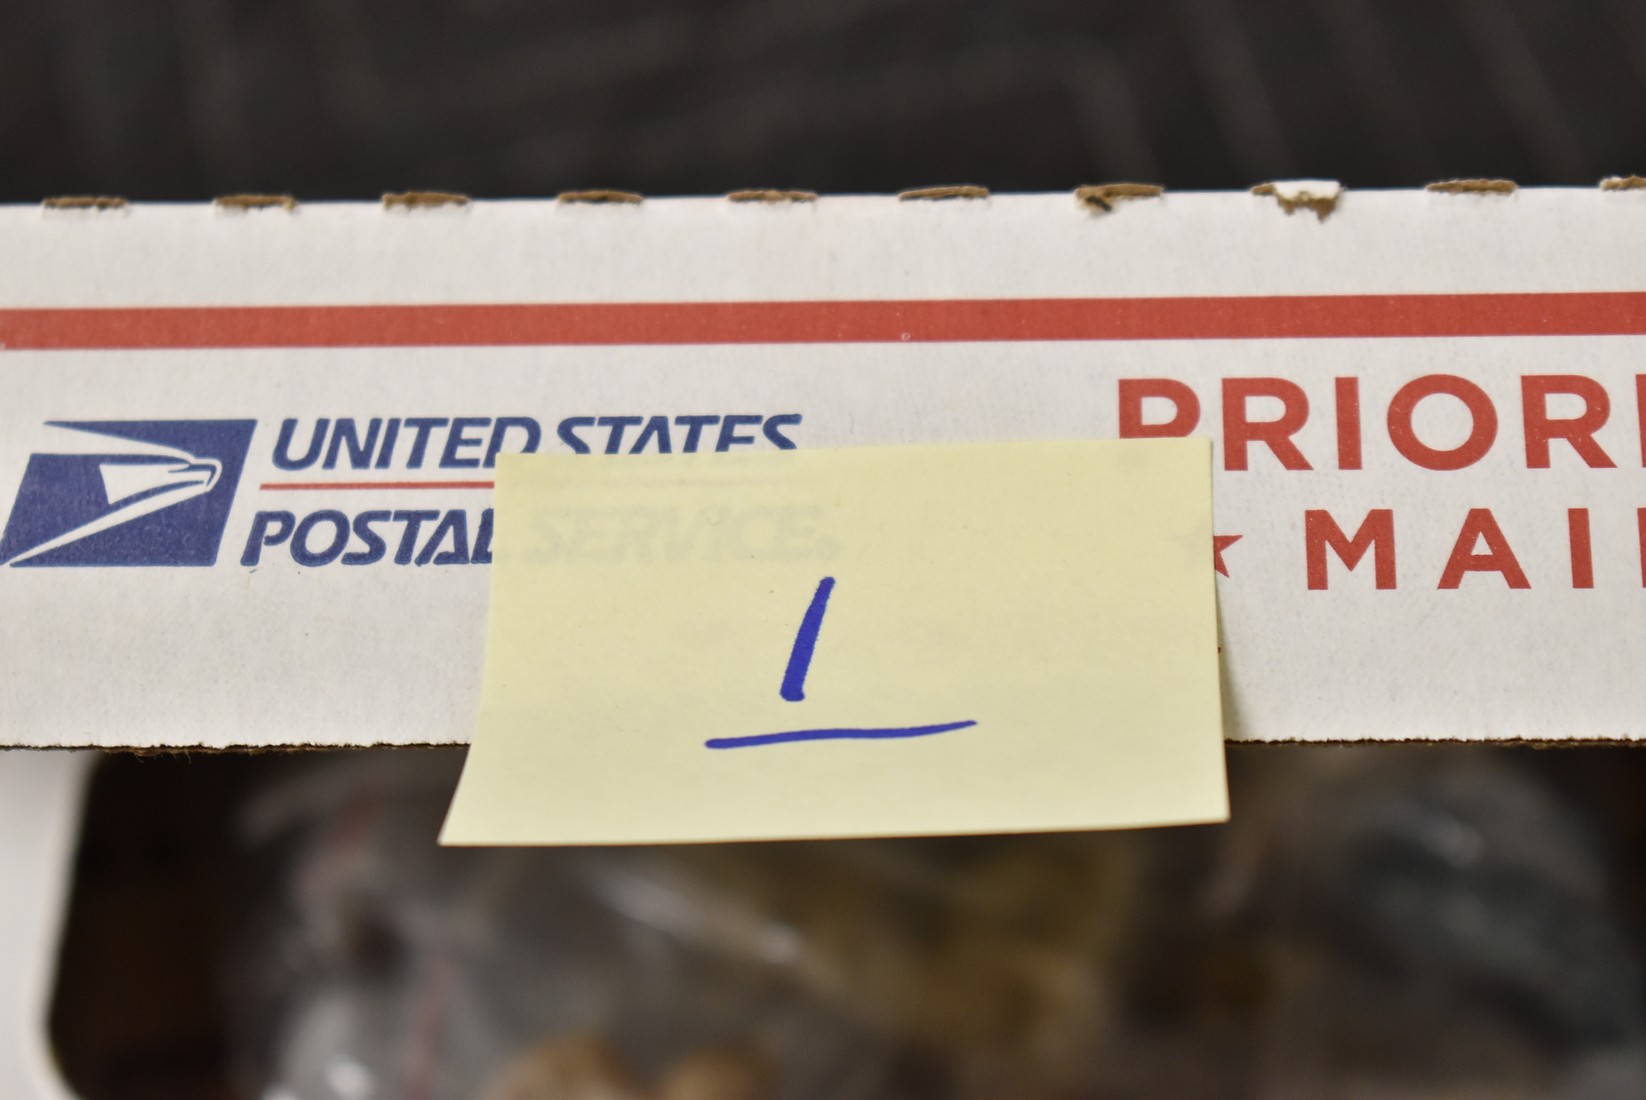 UNITED STATES
POSTAL SERVICE
PRIORI
★ MAI
1